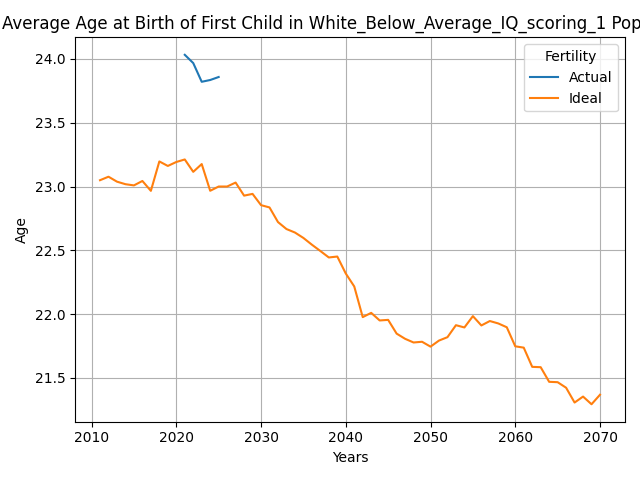 Average Age at Birth of First Child in White_Below_Average_IQ_scoring_1 Pop
Fertility
Actual
Ideal
24.0
23.5
23.0
22.5
22.0
21.5
Age
2010 2020 2030 2040 2050 2060 2070
Years